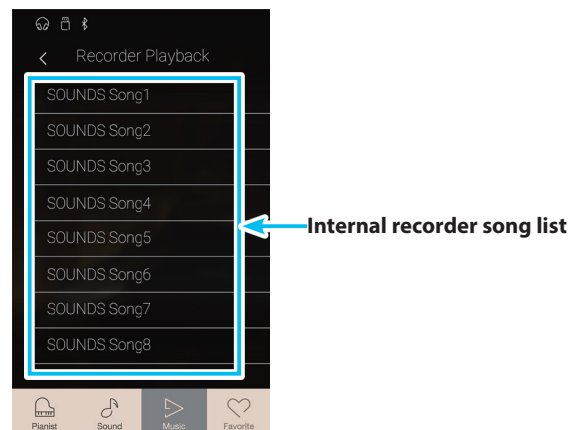 Recorder Playback
SOUNDS Song1
SOUNDS Song2
SOUNDS Song3
SOUNDS Song4
SOUNDS Song5
SOUNDS Song6
SOUNDS Song7
SOUNDS Song8
Internal recorder song list
Pianist Sound Music Favorite